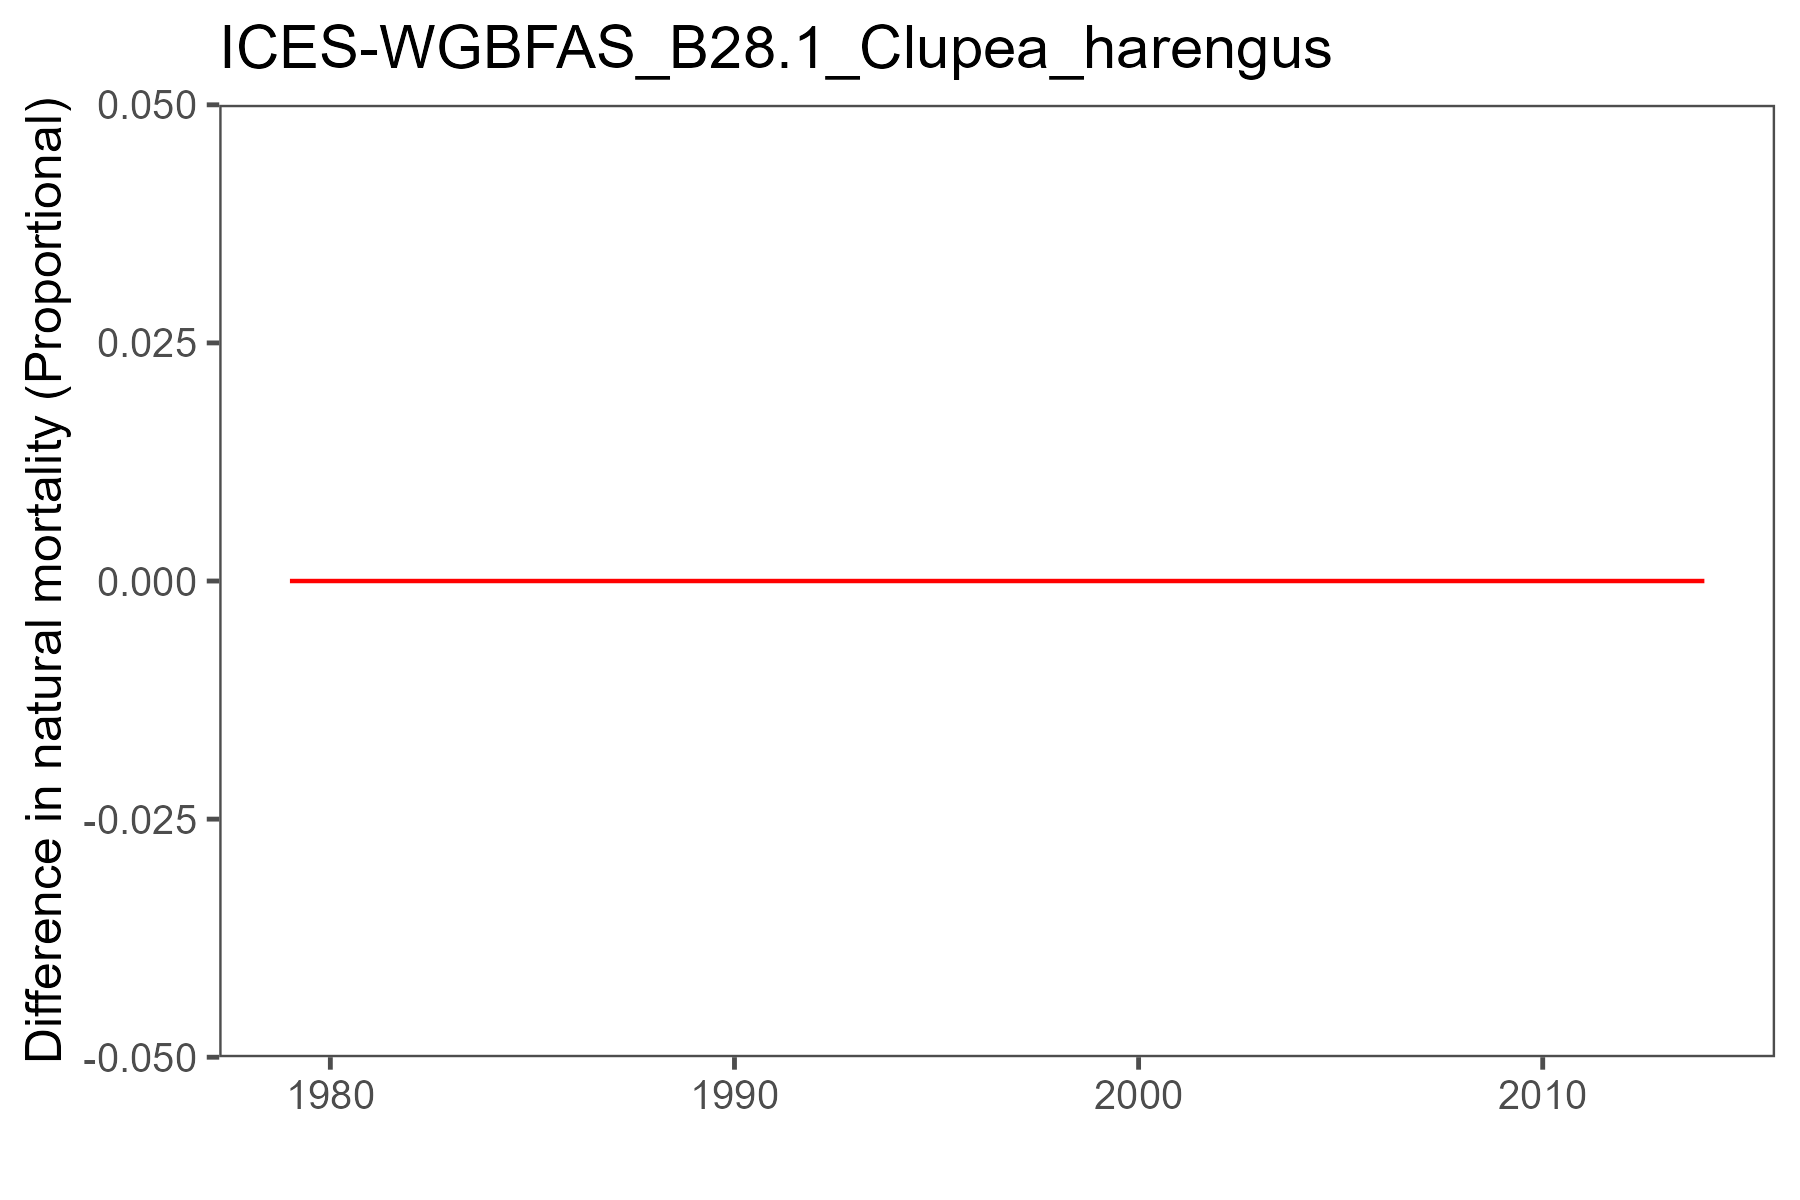 ICES-WGBFAS_B28.1_Clupea_harengus
Difference in natural mortality (Proportional)
0.050
0.025
0.000
-0.025
-0.050
1980 1990 2000 2010